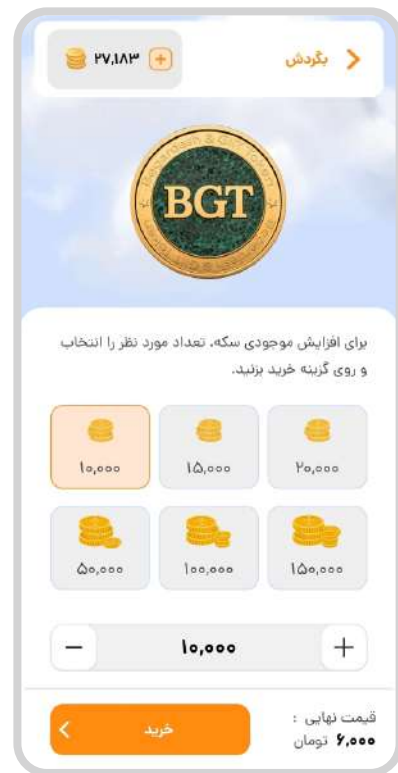 بگردش
۲۷,۱۸۳
BGT
برای افزایش موجودی سکه، تعداد مورد نظر را انتخاب
و روی گزینه خرید بزنید.
۲۰,۰۰۰ ۱۵,۰۰۰ ۱۰,۰۰۰
۱۵۰,۰۰۰ ۱۰۰,۰۰۰ ۵۰,۰۰۰
+ ۱۰,۰۰۰ −
قیمت نهایی :
۶,۰۰۰ تومان
خرید